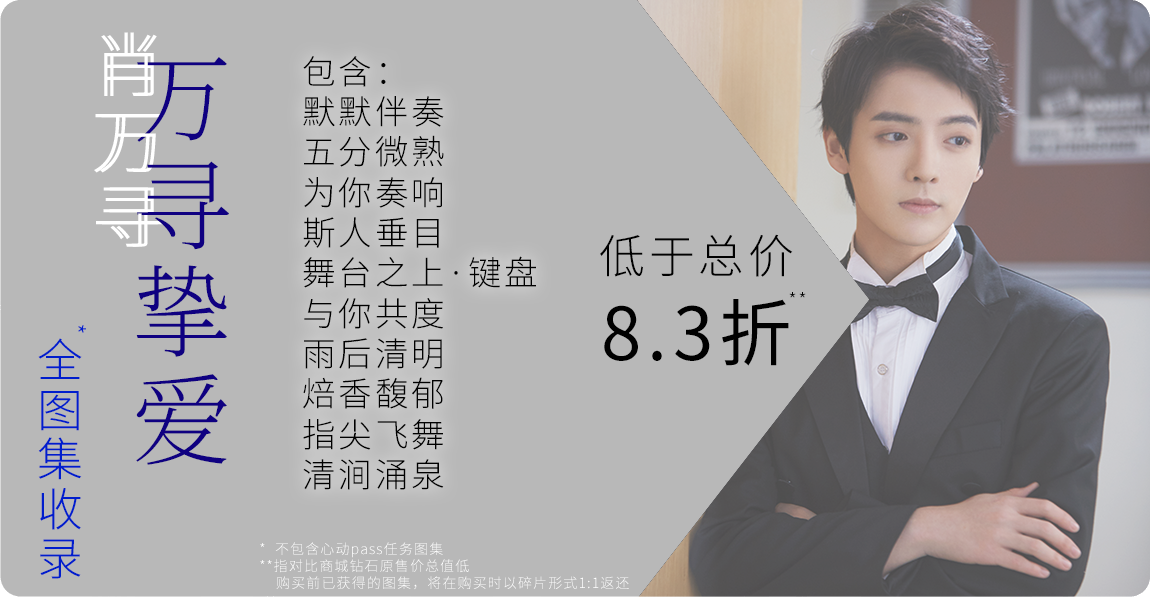 肖万寻
万寻挚爱
*
全图集收录
包含：
默默伴奏
五分微熟
为你奏响
斯人垂目
舞台之上·键盘
与你共度
雨后清明
焙香馥郁
指尖飞舞
清涧涌泉
低于总价
8.3折**
* 不包含心动pass任务图集
**指对比商城钻石原售价总值低
购买前已获得的图集，将在购买时以碎片形式1:1返还